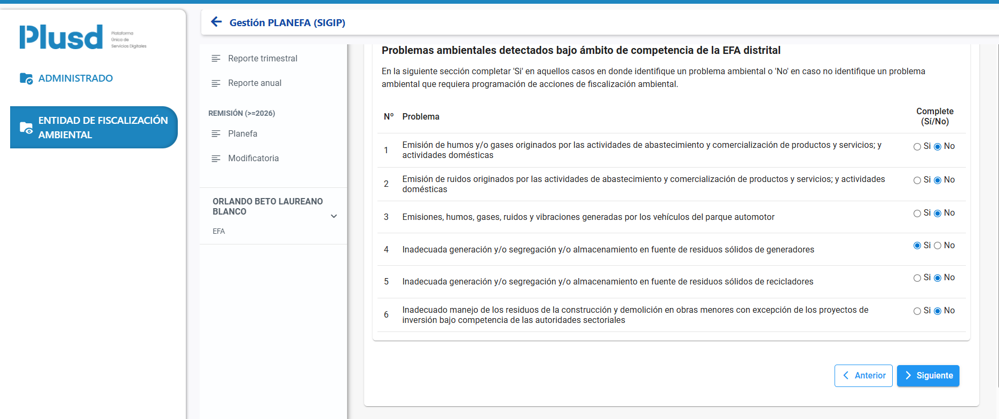 Plusd
Plataforma
Única de
Servicios Digitales
ADMINISTRADO
ENTIDAD DE FISCALIZACIÓN
AMBIENTAL
Gestión PLANEFA (SIGIP)
Reporte trimestral
Reporte anual
REMISIÓN (>=2026)
Planefa
Modificatoria
ORLANDO BETO LAUREANO
BLANCO
EFA
Problemas ambientales detectados bajo ámbito de competencia de la EFA distrital
En la siguiente sección completar 'Si' en aquellos casos en donde identifique un problema ambiental o 'No' en caso no identifique un problema
ambiental que requiera programación de acciones de fiscalización ambiental.
Nº Problema Complete
(Sí/No)
1 Emisión de humos y/o gases originados por las actividades de abastecimiento y comercialización de productos y servicios; y
actividades domésticas
Si No
2 Emisión de ruidos originados por las actividades de abastecimiento y comercialización de productos y servicios; y actividades
domésticas
Si No
3 Emisiones, humos, gases, ruidos y vibraciones generadas por los vehículos del parque automotor
Si No
4 Inadecuada generación y/o segregación y/o almacenamiento en fuente de residuos sólidos de generadores
Si No
5 Inadecuada generación y/o segregación y/o almacenamiento en fuente de residuos sólidos de recicladores
Si No
6 Inadecuado manejo de los residuos de la construcción y demolición en obras menores con excepción de los proyectos de
inversión bajo competencia de las autoridades sectoriales
Si No
Anterior
Siguiente